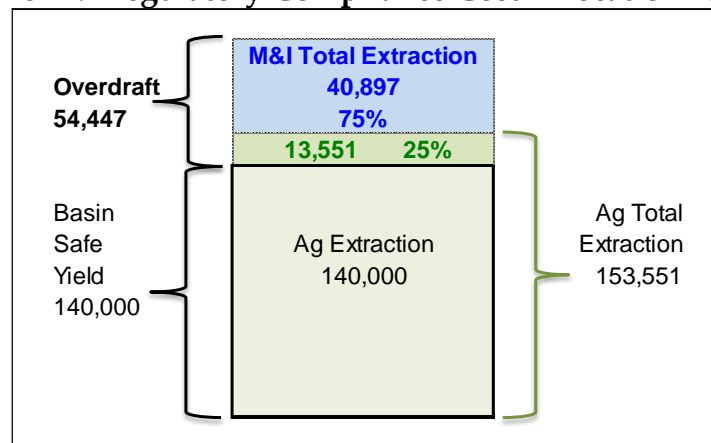 M&I Total Extraction
40,897
75%
Overdraft
54,447
13,551 25%
Basin
Safe
Yield
140,000
Ag Extraction
140,000
Ag Total
Extraction
153,551